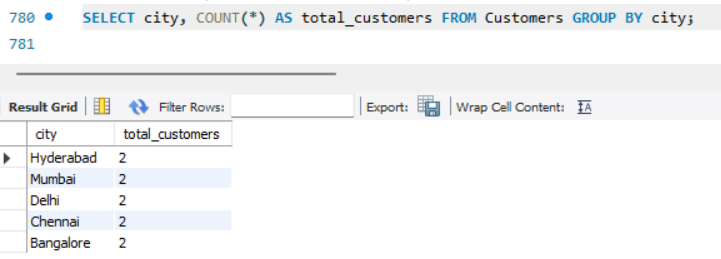 780 SELECT city, COUNT(*) AS total_customers FROM Customers GROUP BY city;
781
Result Grid Filter Rows: Export: Wrap Cell Content: IA
city total_customers
Hyderabad 2
Mumbai 2
Delhi 2
Chennai 2
Bangalore 2